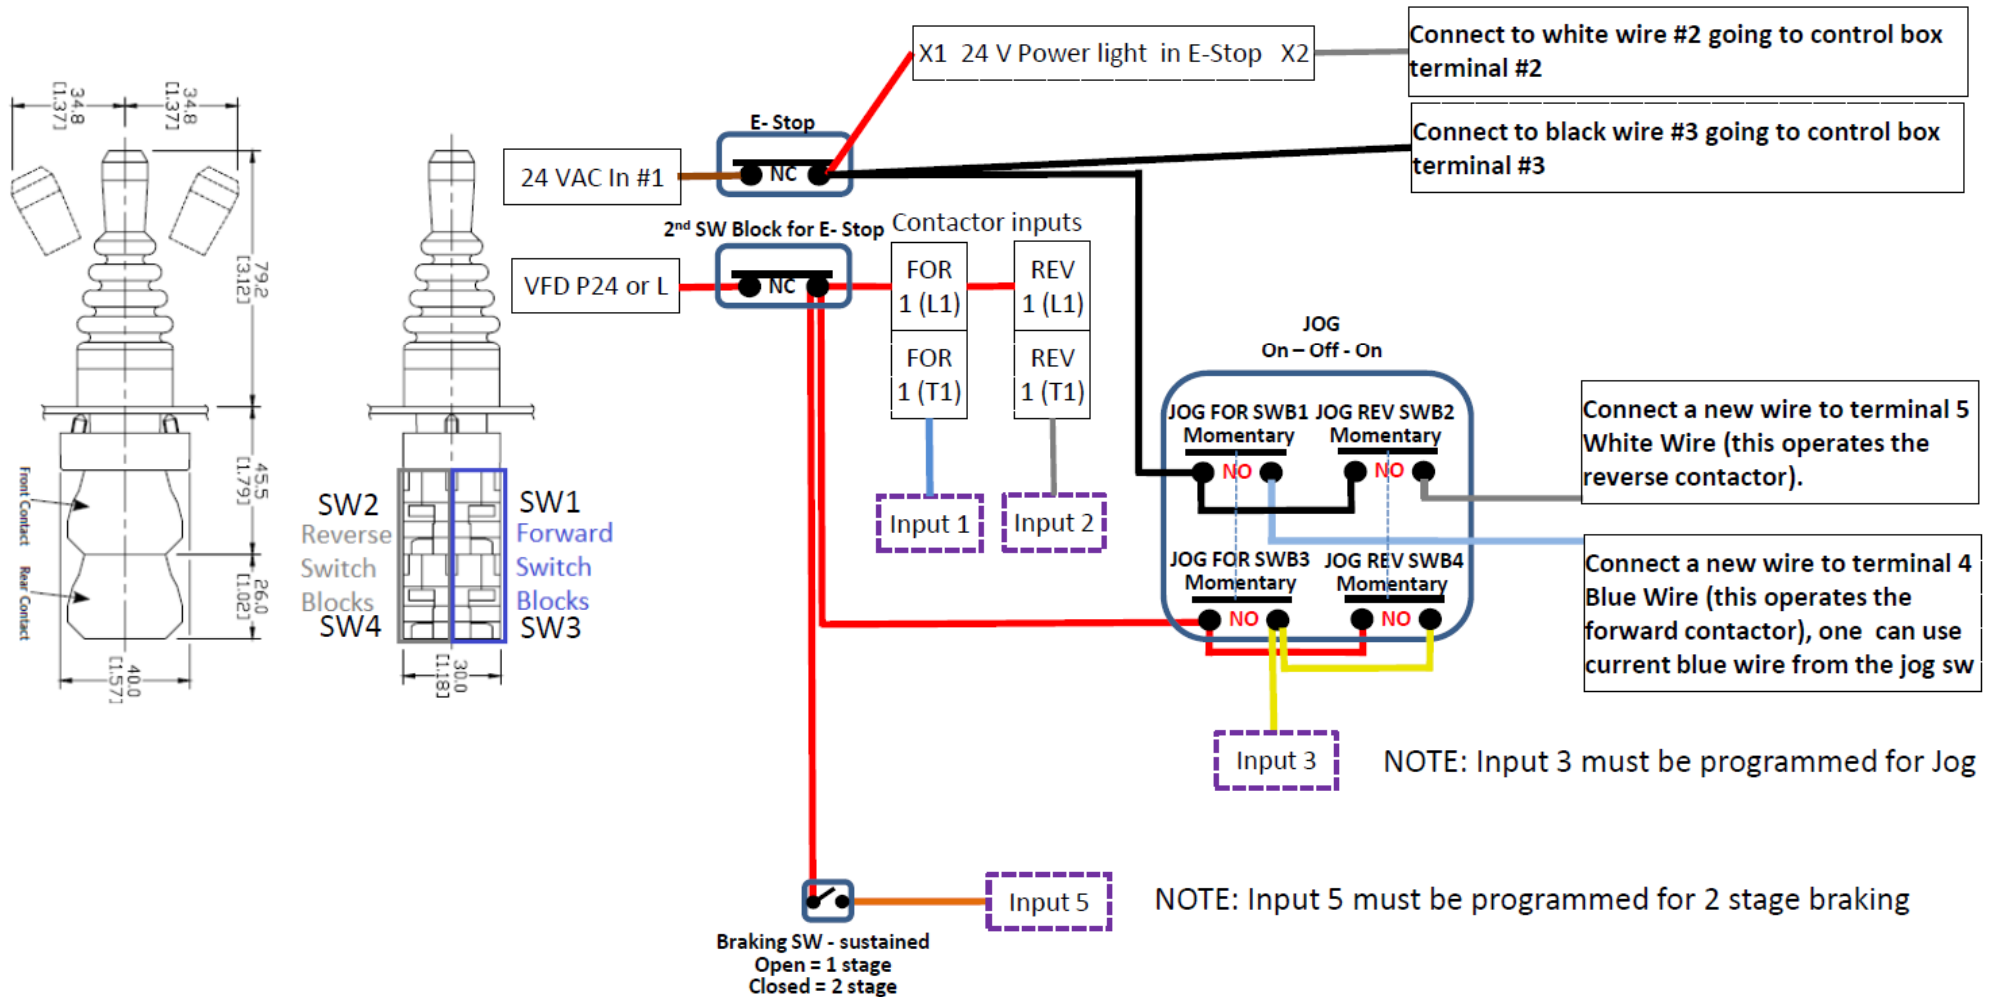 X1 24 V Power light in E-Stop X2
Connect to white wire #2 going to control box
terminal #2
E- Stop
24 VAC In #1
NC
Connect to black wire #3 going to control box
terminal #3
2nd SW Block for E- Stop
Contactor inputs
VFD P24 or L
NC
FOR
1 (L1)
REV
1 (L1)
FOR
1 (T1)
REV
1 (T1)
Input 1
Input 2
JOG
On – Off - On
JOG FOR SWB1
Momentary
NO
JOG REV SWB2
Momentary
NO
JOG FOR SWB3
Momentary
NO
JOG REV SWB4
Momentary
NO
Connect a new wire to terminal 5
White Wire (this operates the
reverse contactor).
Connect a new wire to terminal 4
Blue Wire (this operates the
forward contactor), one can use
current blue wire from the jog sw
Input 3
NOTE: Input 3 must be programmed for Jog
Input 5
NOTE: Input 5 must be programmed for 2 stage braking
Braking SW - sustained
Open = 1 stage
Closed = 2 stage
34.8
[1.37]
34.8
[1.37]
79.2
[3.12]
45.5
[1.79]
26.0
[1.02]
40.0
[1.57]
Front Contact
Rear Contact
SW2
Reverse
Switch
Blocks
SW4
SW1
Forward
Switch
Blocks
SW3
30.0
[1.18]